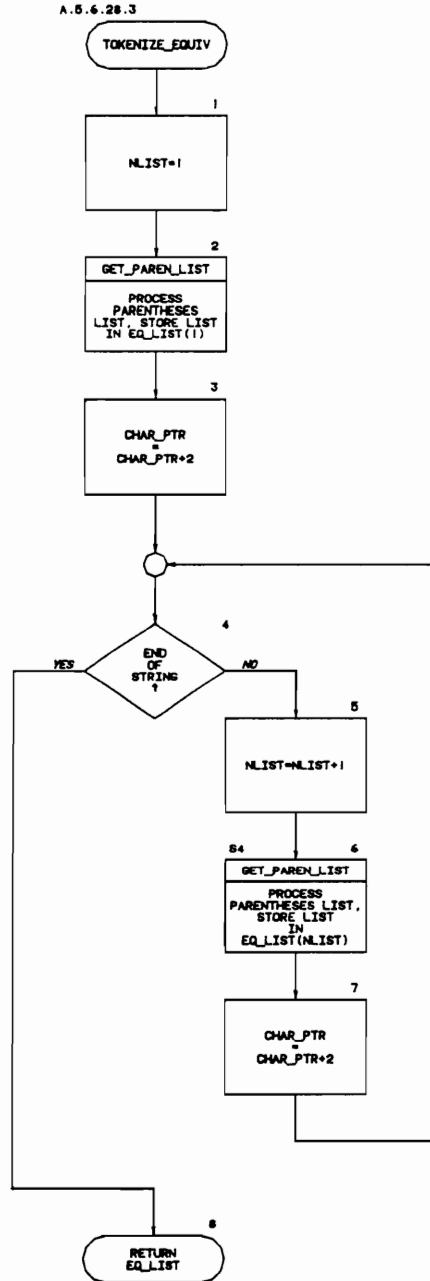 A.5.6.28.3
TOKENIZE_EQUIV
1
NLIST=1
2
GET_PAREN_LIST
PROCESS
PARENTHESES
LIST, STORE LIST
IN EQ_LIST(1)
3
CHAR_PTR
=
CHAR_PTR+2
4
END
OF
STRING
?
YES
NO
5
NLIST=NLIST+1
S4
6
GET_PAREN_LIST
PROCESS
PARENTHESES LIST,
STORE LIST
IN
EQ_LIST(NLIST)
7
CHAR_PTR
=
CHAR_PTR+2
8
RETURN
EQ_LIST